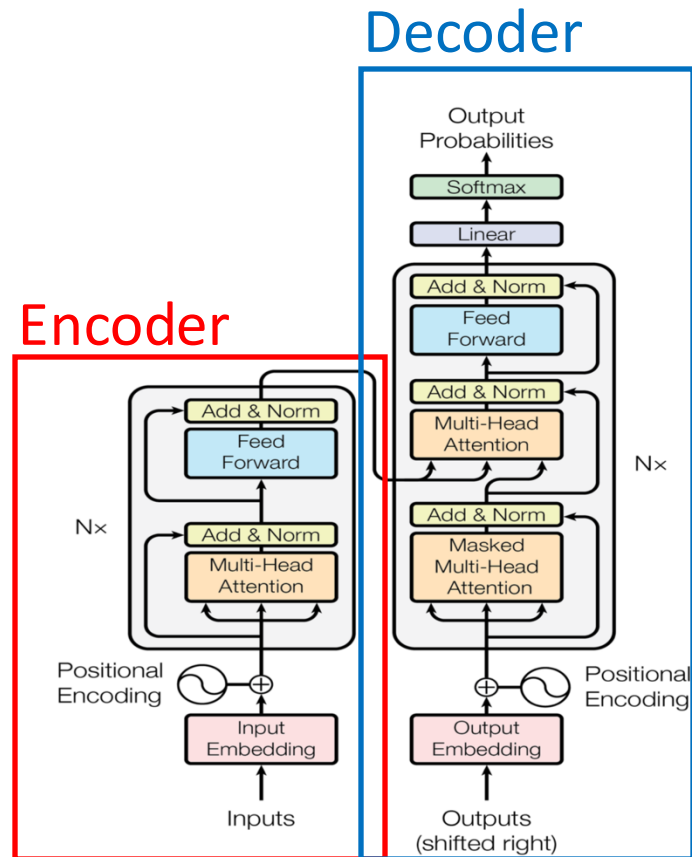 Decoder
Output
Probabilities
Softmax
Linear
Add & Norm
Feed
Forward
Add & Norm
Multi-Head
Attention
Nx
Add & Norm
Masked
Multi-Head
Attention
Positional
Encoding
Output
Embedding
Outputs
(shifted right)
Encoder
Add & Norm
Feed
Forward
Nx
Add & Norm
Multi-Head
Attention
Positional
Encoding
Input
Embedding
Inputs